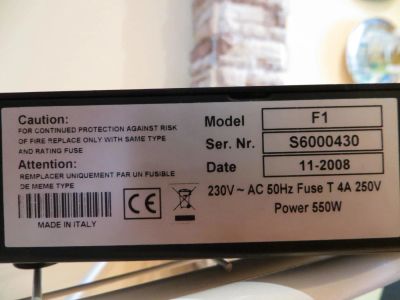 Caution:
FOR CONTINUED PROTECTION AGAINST RISK
OF FIRE REPLACE ONLY WITH SAME TYPE
AND RATING FUSE
Attention:
REMPLACER UNIQUEMENT PAR UN FUSIBLE
DE MEME TYPE
MADE IN ITALY
CE
Model F1
Ser. Nr. S6000430
Date 11-2008
230V ~ AC 50Hz Fuse T 4A 250V
Power 550W